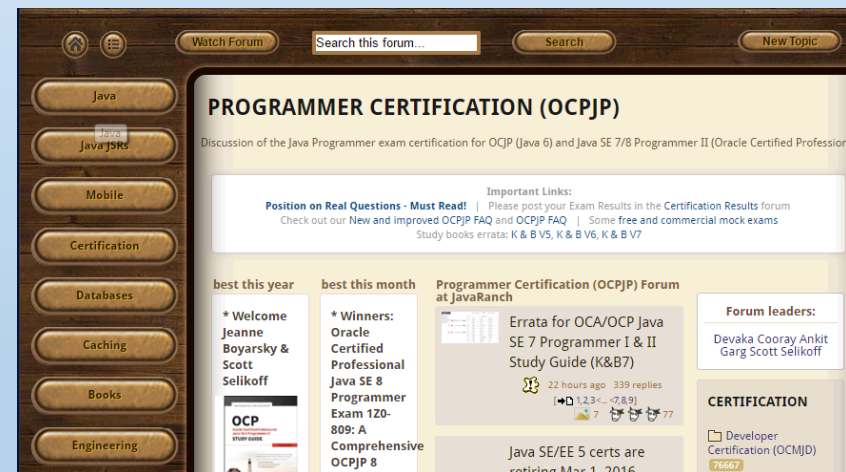 Watch Forum
Search this forum...
Search
New Topic
Java
Java
Java JSRs
Mobile
Certification
Databases
Caching
Books
Engineering
PROGRAMMER CERTIFICATION (OCPJP)
Discussion of the Java Programmer exam certification for OCJP (Java 6) and Java SE 7/8 Programmer II (Oracle Certified Profession
Important Links:
Position on Real Questions - Must Read! | Please post your Exam Results in the Certification Results forum
Check out our New and improved OCPJP FAQ and OCPJP FAQ | Some free and commercial mock exams
Study books errata: K & B V5, K & B V6, K & B V7
best this year
* Welcome
Jeanne
Boyarsky &
Scott
Selikoff
OCP
best this month
* Winners:
Oracle
Certified
Professional
Java SE 8
Programmer
Exam 1Z0-
809: A
Comprehensive
OCPJP 8
Programmer Certification (OCPJP) Forum
at JavaRanch
Errata for OCA/OCP Java
SE 7 Programmer I & II
Study Guide (K&B7)
22 hours ago 339 replies
[ 1,2,3<... <7,8,9]
7 77
Java SE/EE 5 certs are
retiring Mar 1, 2016
Forum leaders:
Devaka Cooray Ankit
Garg Scott Selikoff
CERTIFICATION
Developer
Certification (OCMJD)
76667